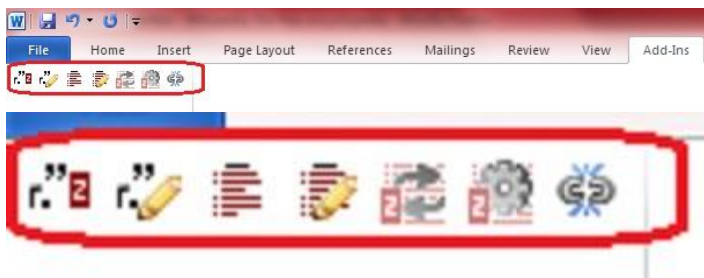 W
File Home Insert Page Layout References Mailings Review View Add-Ins
r.” Z r.” Z Z
r.” Z r.” Z Z